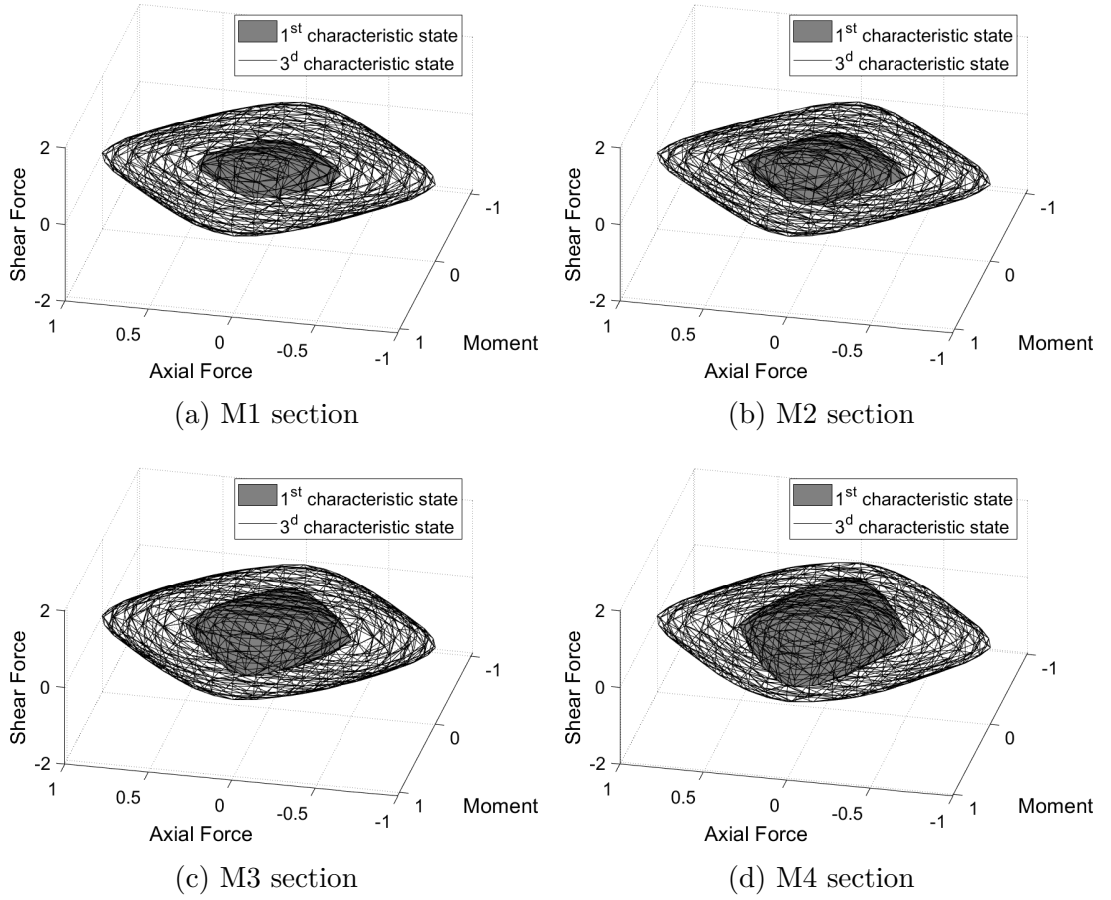 1st characteristic state
3d characteristic state
2
0
-2
Shear Force
1
0.5
0
-0.5
-1
Axial Force
-1
0
1
Moment
(a) M1 section
1st characteristic state
3d characteristic state
2
0
-2
Shear Force
1
0.5
0
-0.5
-1
Axial Force
-1
0
1
Moment
(b) M2 section
1st characteristic state
3d characteristic state
2
0
-2
Shear Force
1
0.5
0
-0.5
-1
Axial Force
-1
0
1
Moment
(c) M3 section
1st characteristic state
3d characteristic state
2
0
-2
Shear Force
1
0.5
0
-0.5
-1
Axial Force
-1
0
1
Moment
(d) M4 section